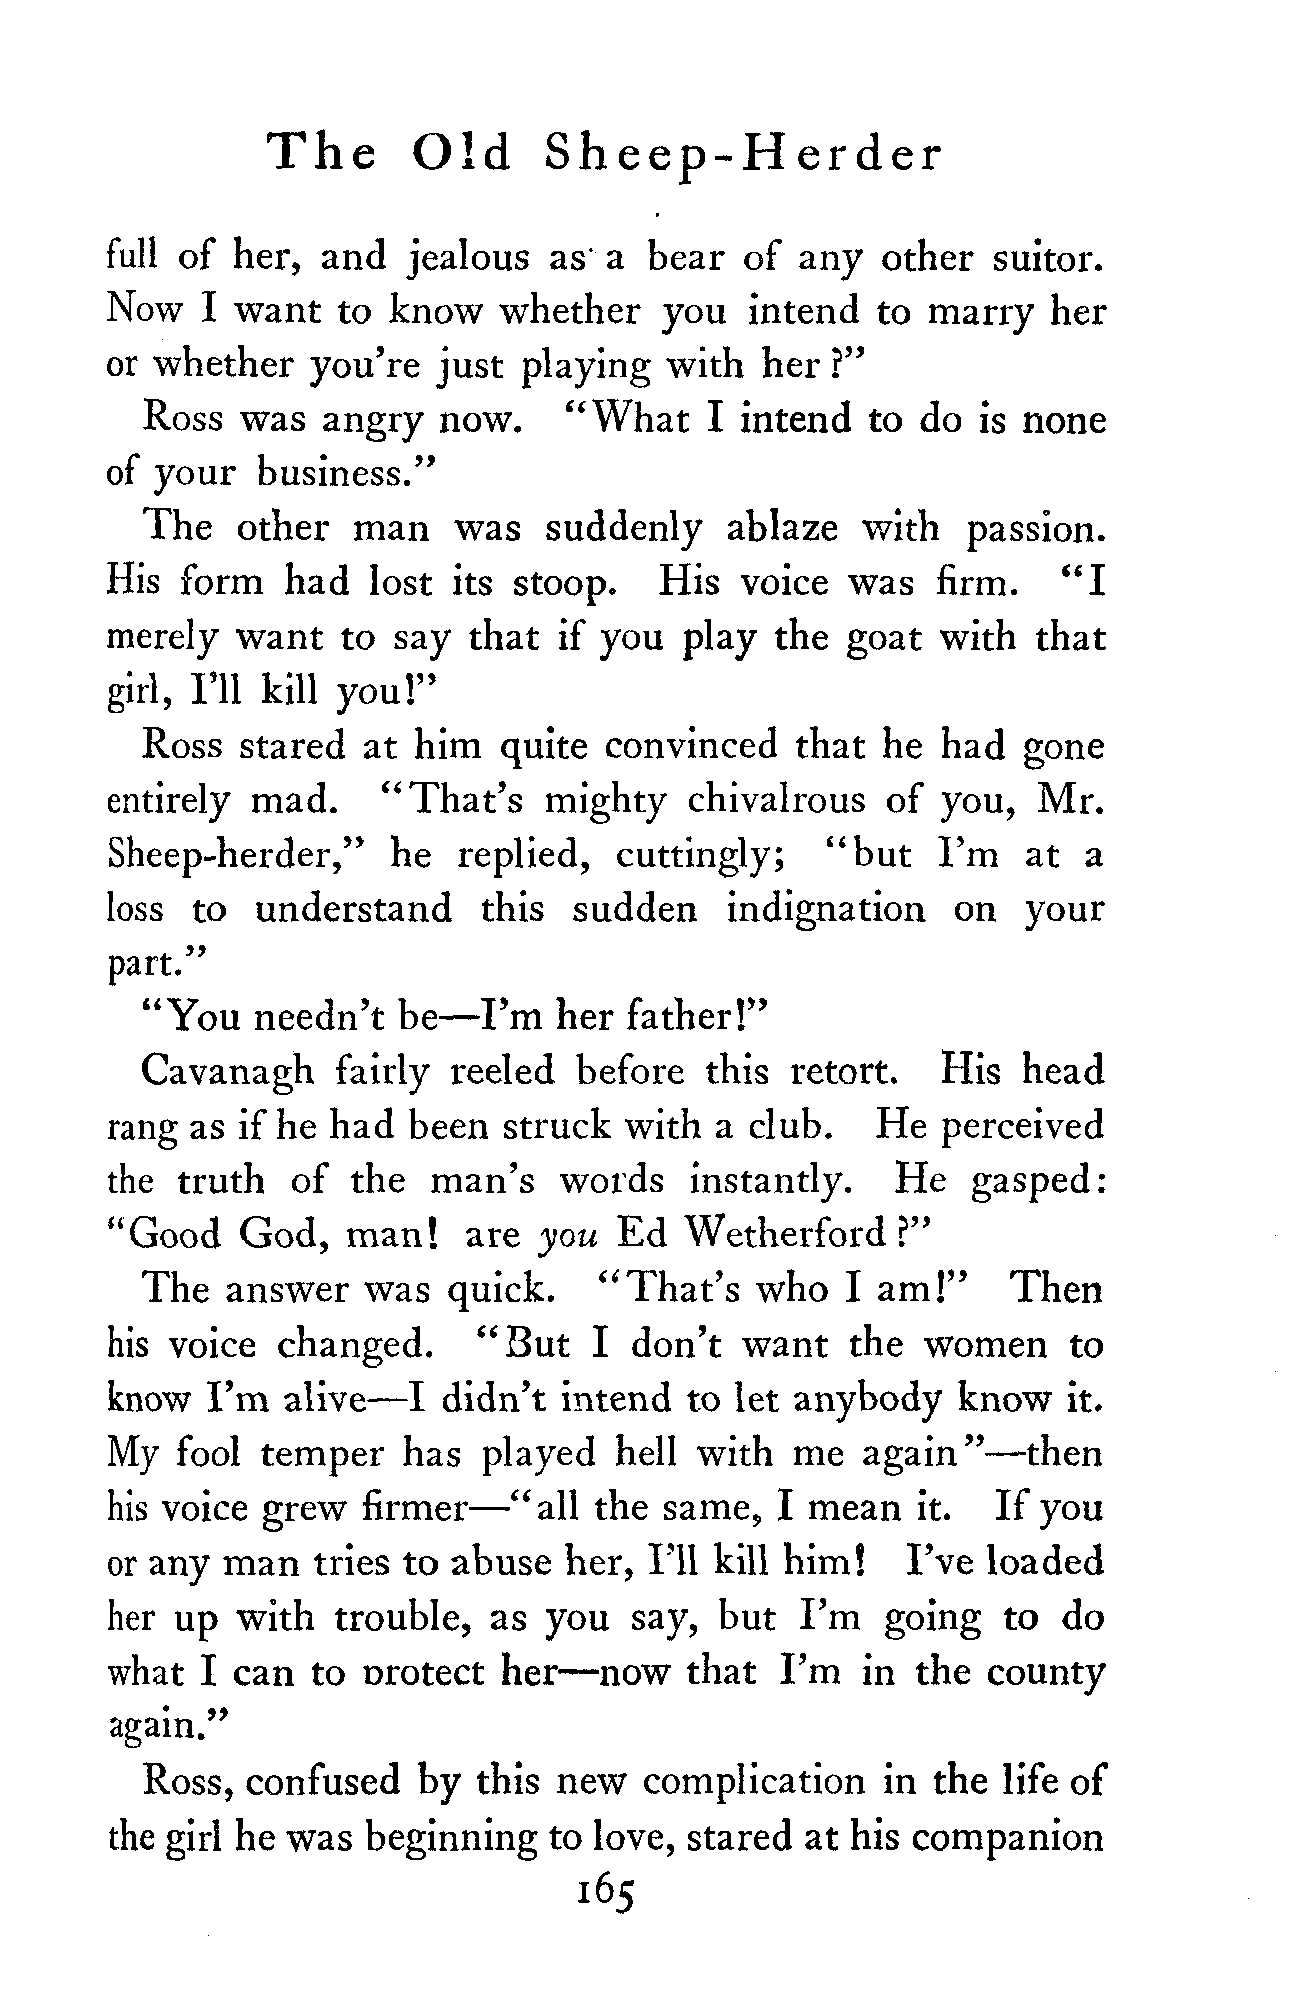 The Old Sheep-Herder
full of her, and jealous as a bear of any other suitor.
Now I want to know whether you intend to marry her
or whether you're just playing with her?"
Ross was angry now. "What I intend to do is none
of your business."
The other man was suddenly ablaze with passion.
His form had lost its stoop. His voice was firm. "I
merely want to say that if you play the goat with that
girl, I'll kill you!"
Ross stared at him quite convinced that he had gone
entirely mad. "That's mighty chivalrous of you, Mr.
Sheep-herder," he replied, cuttingly; "but I'm at a
loss to understand this sudden indignation on your
part."
"You needn't be—I'm her father!"
Cavanagh fairly reeled before this retort. His head
rang as if he had been struck with a club. He perceived
the truth of the man's words instantly. He gasped:
"Good God, man! are you Ed Wetherford?"
The answer was quick. "That's who I am!" Then
his voice changed. "But I don't want the women to
know I'm alive—I didn't intend to let anybody know it.
My fool temper has played hell with me again"—then
his voice grew firmer—"all the same, I mean it. If you
or any man tries to abuse her, I'll kill him! I've loaded
her up with trouble, as you say, but I'm going to do
what I can to protect her—now that I'm in the county
again."
Ross, confused by this new complication in the life of
the girl he was beginning to love, stared at his companion
165